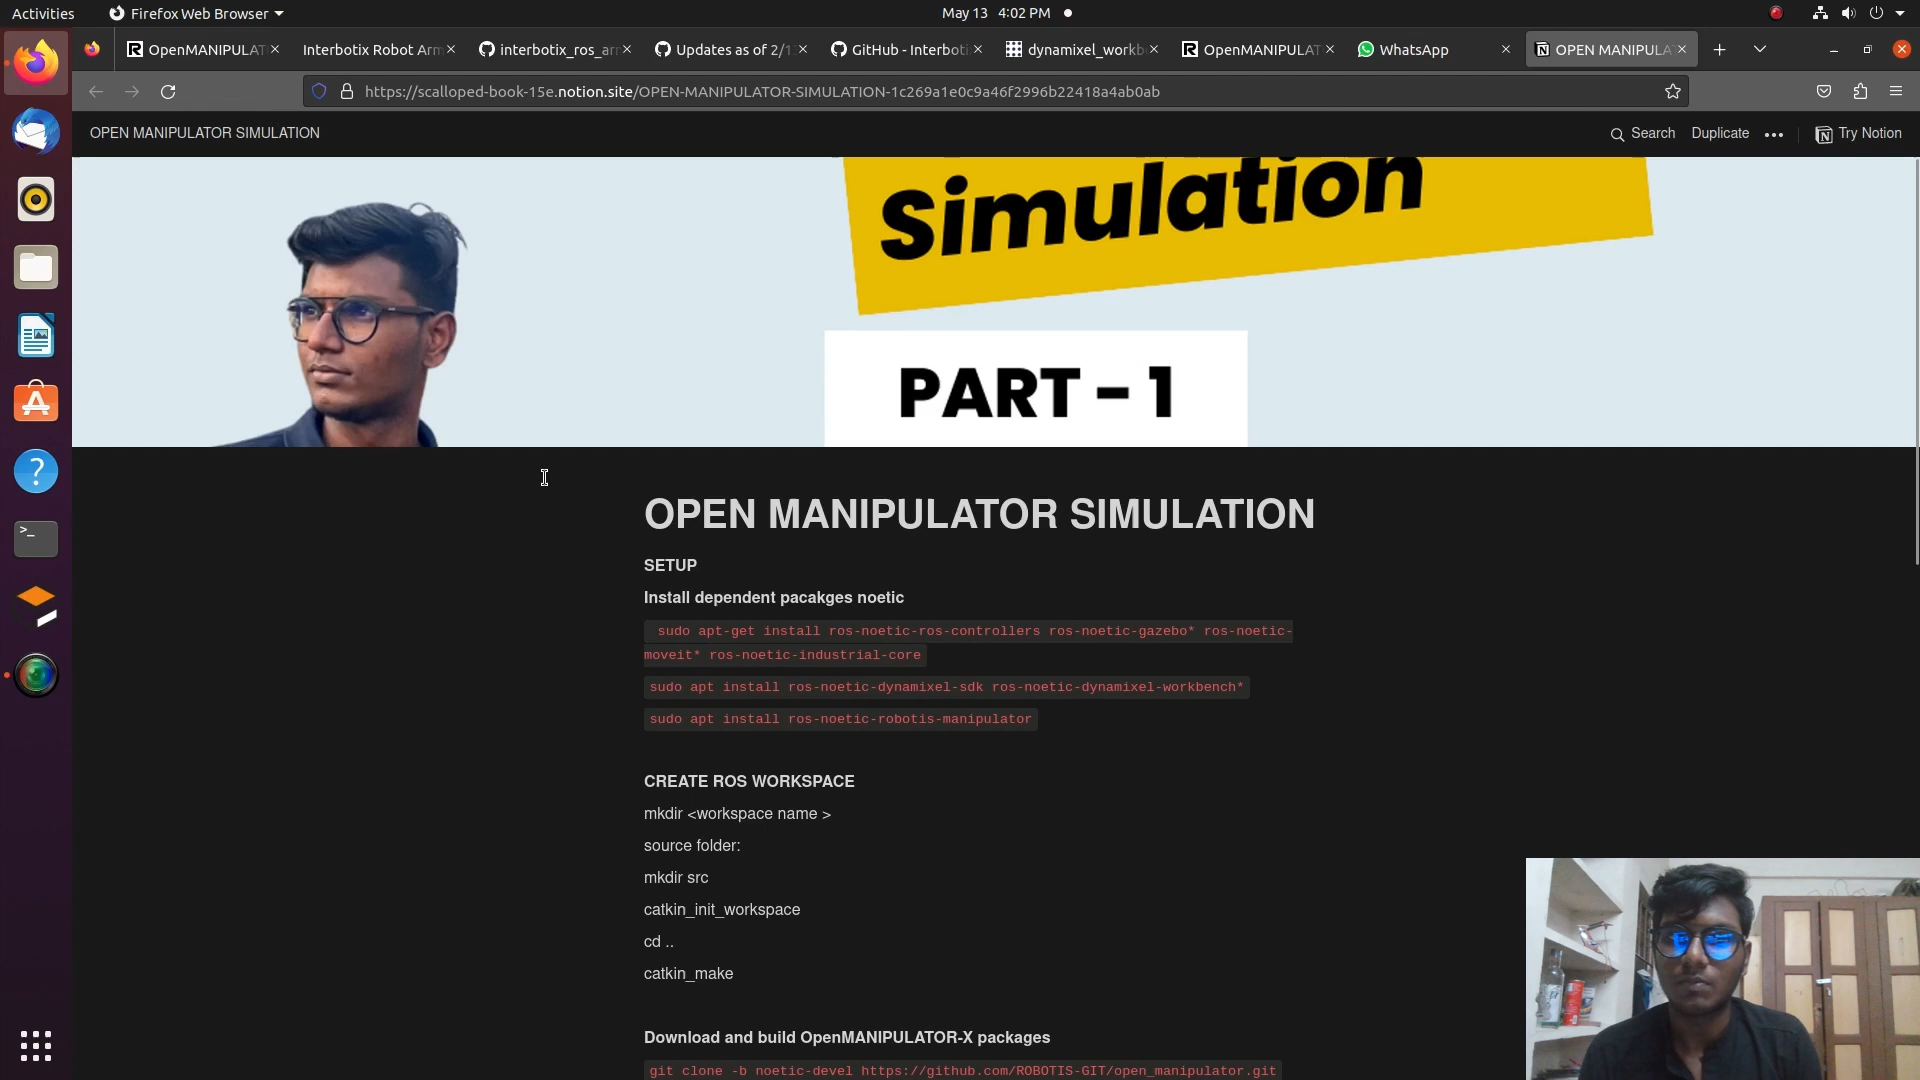 Activities
Firefox Web Browser
May 13 4:02 PM
OpenMANIPULAT
Interbotix Robot Arm
interbotix_ros_ar
Updates as of 2/1
GitHub - Interboti
dynamixel_workb
OpenMANIPULAT
WhatsApp
OPEN MANIPULA
https://scalloped-book-15e.notion.site/OPEN-MANIPULATOR-SIMULATION-1c269a1e0c9a46f2996b22418a4ab0ab
OPEN MANIPULATOR SIMULATION
Search
Duplicate
Try Notion
Simulation
PART - 1
OPEN MANIPULATOR SIMULATION
SETUP
Install dependent pacakges noetic
sudo apt-get install ros-noetic-ros-controllers ros-noetic-gazebo* ros-noetic-
moveit* ros-noetic-industrial-core
sudo apt install ros-noetic-dynamixel-sdk ros-noetic-dynamixel-workbench*
sudo apt install ros-noetic-robotis-manipulator
CREATE ROS WORKSPACE
mkdir <workspace name >
source folder:
mkdir src
catkin_init_workspace
cd ..
catkin_make
Download and build OpenMANIPULATOR-X packages
git clone -b noetic-devel https://github.com/ROBOTIS-GIT/open_manipulator.git